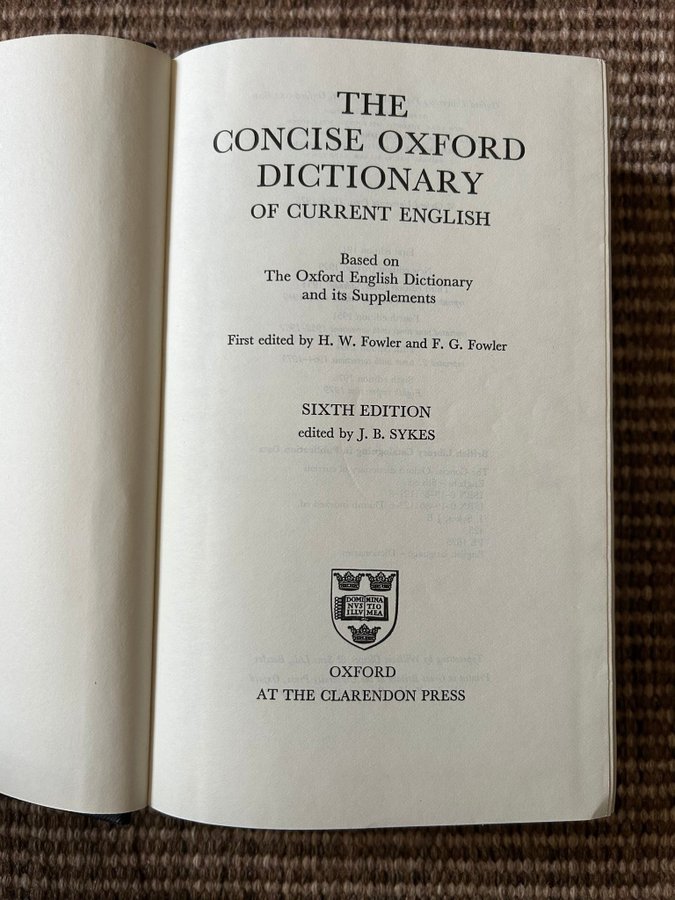 THE
CONCISE OXFORD
DICTIONARY
OF CURRENT ENGLISH
Based on
The Oxford English Dictionary
and its Supplements
First edited by H. W. Fowler and F. G. Fowler
SIXTH EDITION
edited by J. B. SYKES
DOMI MINA
NVS TIO
ILLV MEA
OXFORD
AT THE CLARENDON PRESS